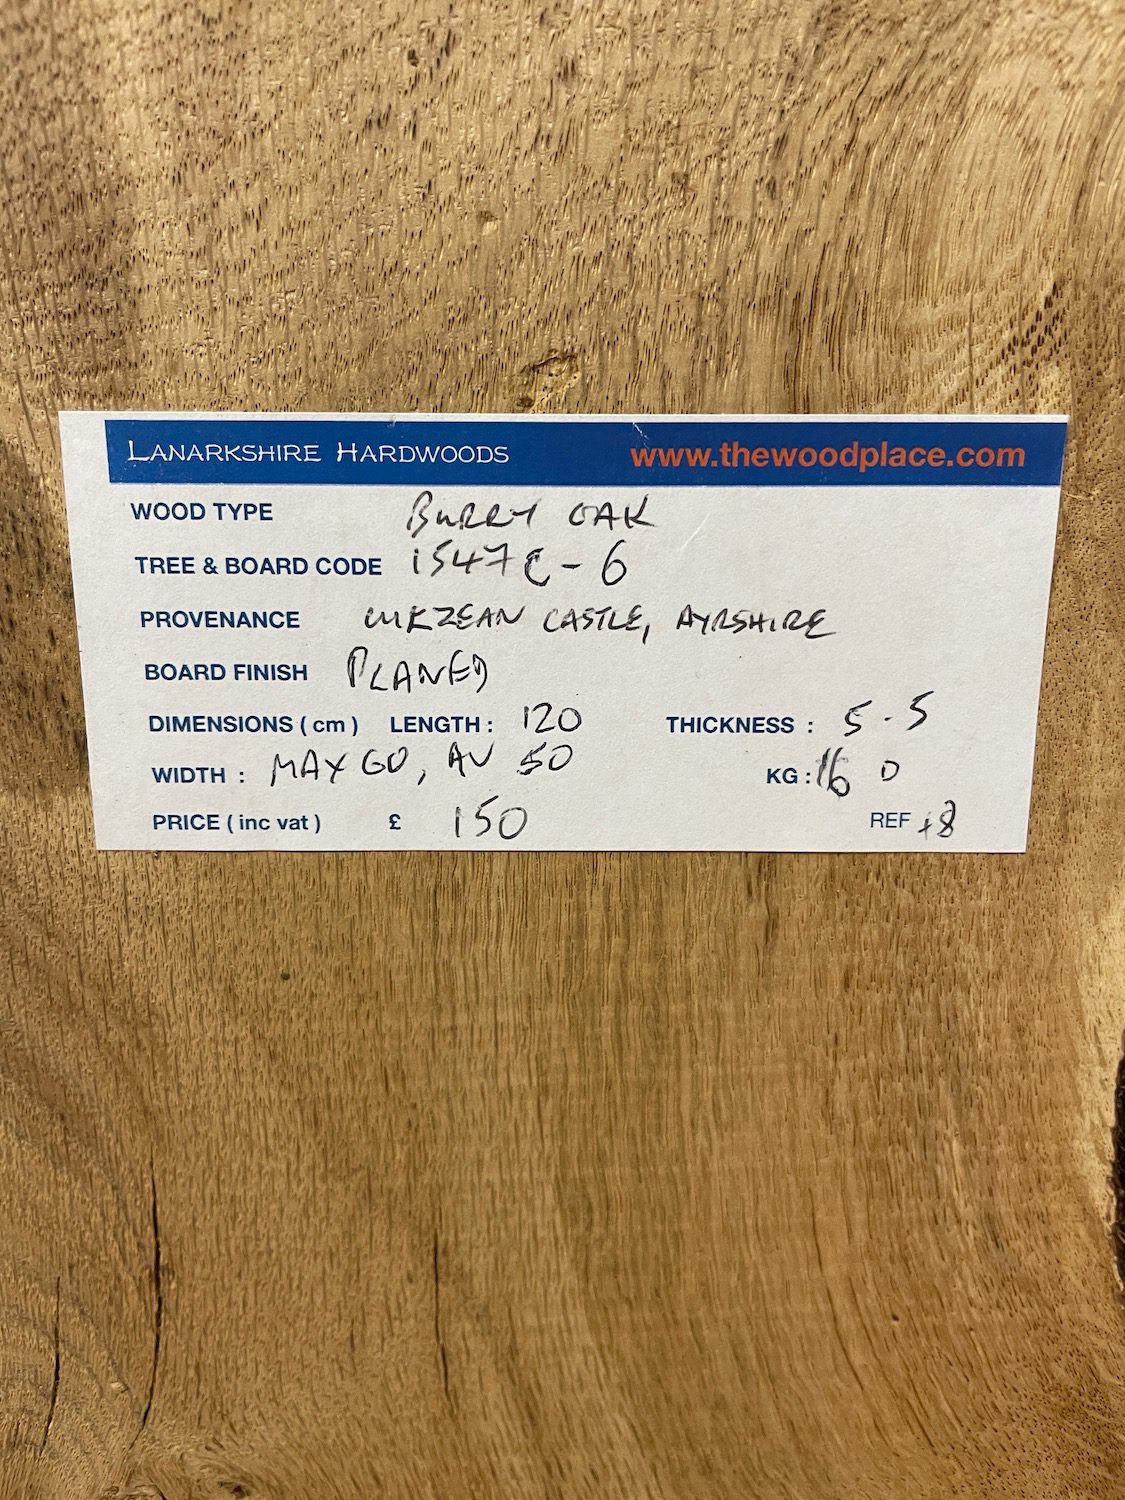 LANARKSHIRE HARDWOODS www.thewoodplace.com
WOOD TYPE BURRY OAK
TREE & BOARD CODE 1547C-6
PROVENANCE CULZEAN CASTLE, AYRSHIRE
BOARD FINISH PLANED
DIMENSIONS ( cm ) LENGTH : 120 THICKNESS : 5.5
WIDTH : MAX 60, AV 50 KG : 16 D
PRICE ( inc vat ) £ 150 REF +8